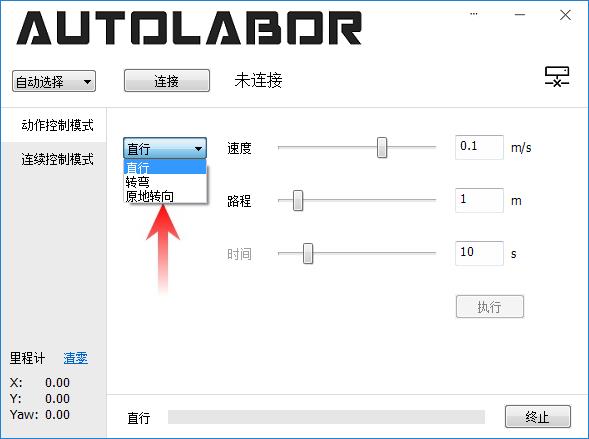 AUTOLABOR
自动选择
连接
未连接
动作控制模式
连续控制模式
直行
直行
转弯
原地转向
速度
0.1
m/s
路程
1
m
时间
10
s
执行
里程计
清零
X: 0.00
Y: 0.00
Yaw: 0.00
直行
终止